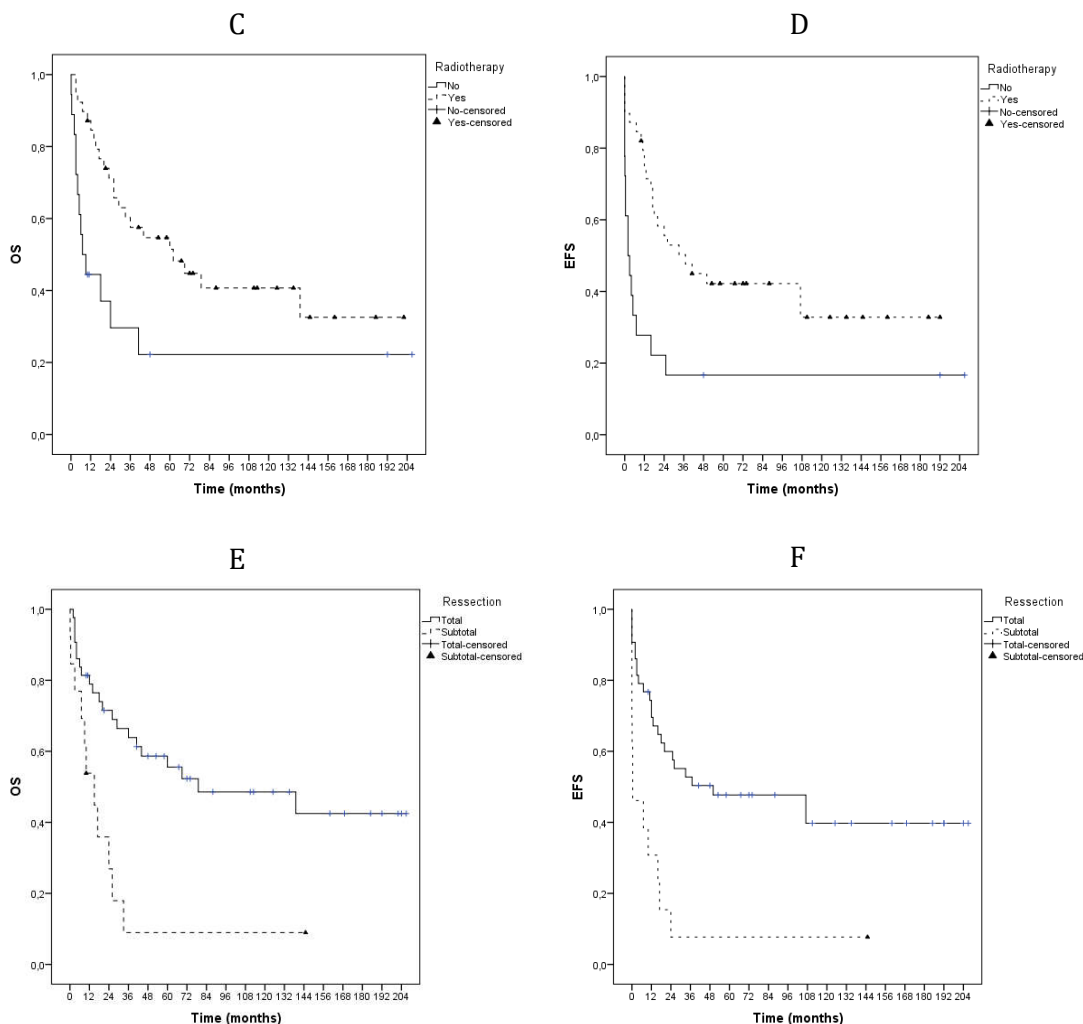 C
Radiotherapy
No
Yes
No-censored
Yes-censored
1,0
0,8
0,6
0,4
0,2
0,0
OS
0 12 24 36 48 60 72 84 96 108 120 132 144 156 168 180 192 204
Time (months)
D
Radiotherapy
No
Yes
No-censored
Yes-censored
1,0
0,8
0,6
0,4
0,2
0,0
EFS
0 12 24 36 48 60 72 84 96 108 120 132 144 156 168 180 192 204
Time (months)
E
Ressection
Total
Subtotal
Total-censored
Subtotal-censored
1,0
0,8
0,6
0,4
0,2
0,0
OS
0 12 24 36 48 60 72 84 96 108 120 132 144 156 168 180 192 204
Time (months)
F
Ressection
Total
Subtotal
Total-censored
Subtotal-censored
1,0
0,8
0,6
0,4
0,2
0,0
EFS
0 12 24 36 48 60 72 84 96 108 120 132 144 156 168 180 192 204
Time (months)